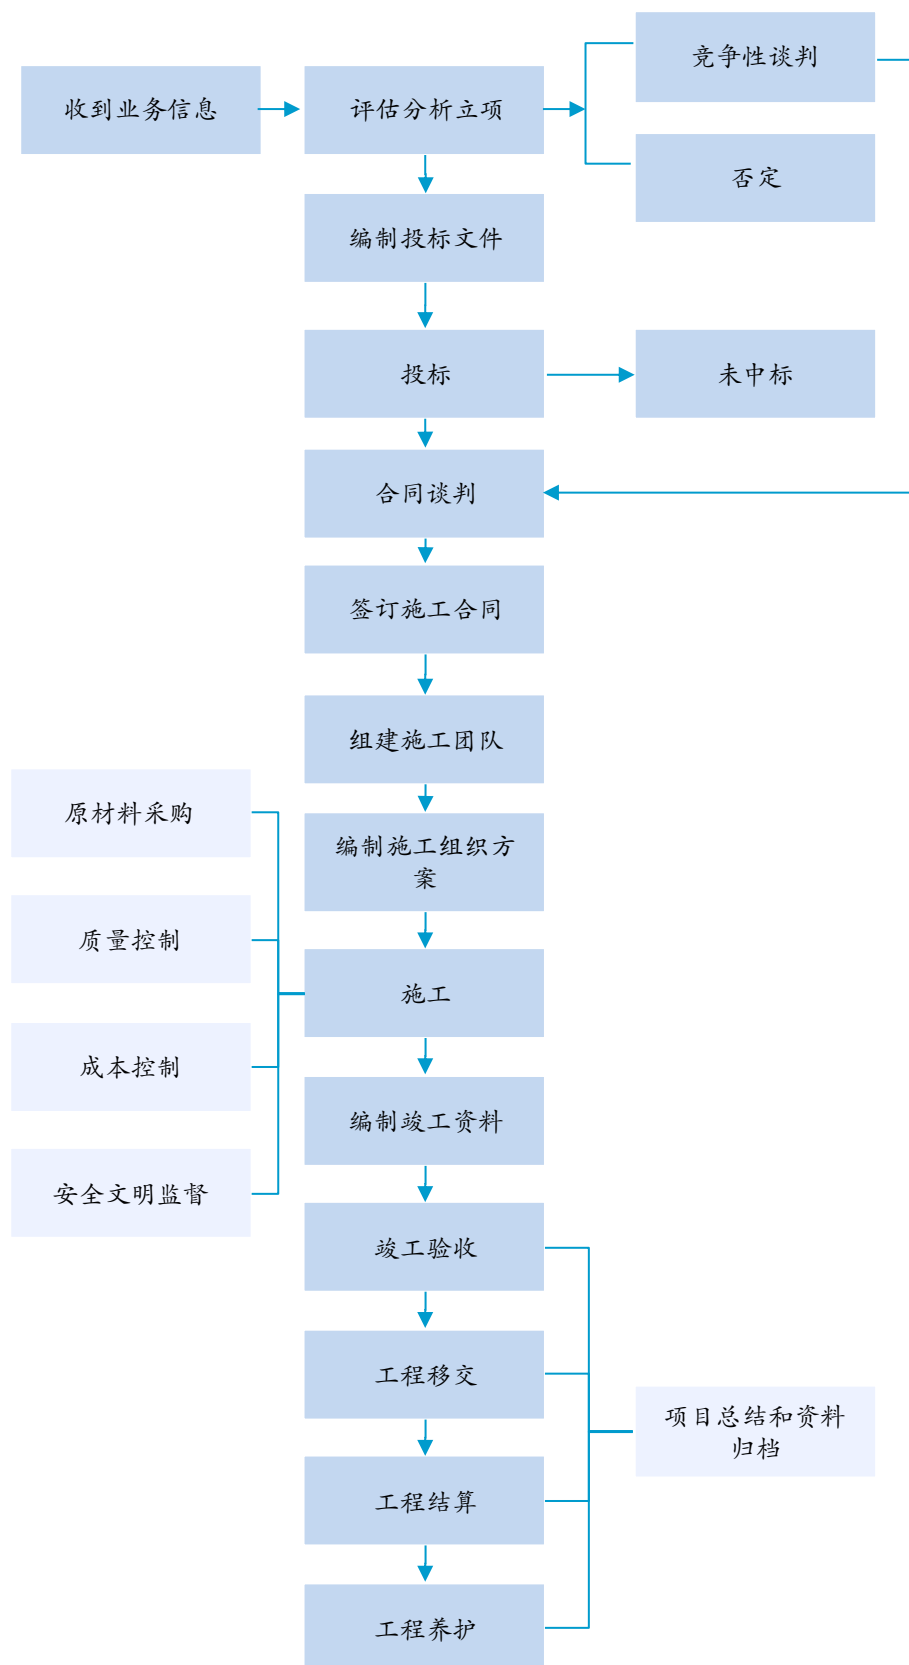 竞争性谈判
收到业务信息
评估分析立项
否定
编制投标文件
投标
未中标
合同谈判
签订施工合同
组建施工团队
原材料采购
编制施工组织方
案
质量控制
施工
成本控制
编制竣工资料
安全文明监督
竣工验收
工程移交
项目总结和资料
归档
工程结算
工程养护